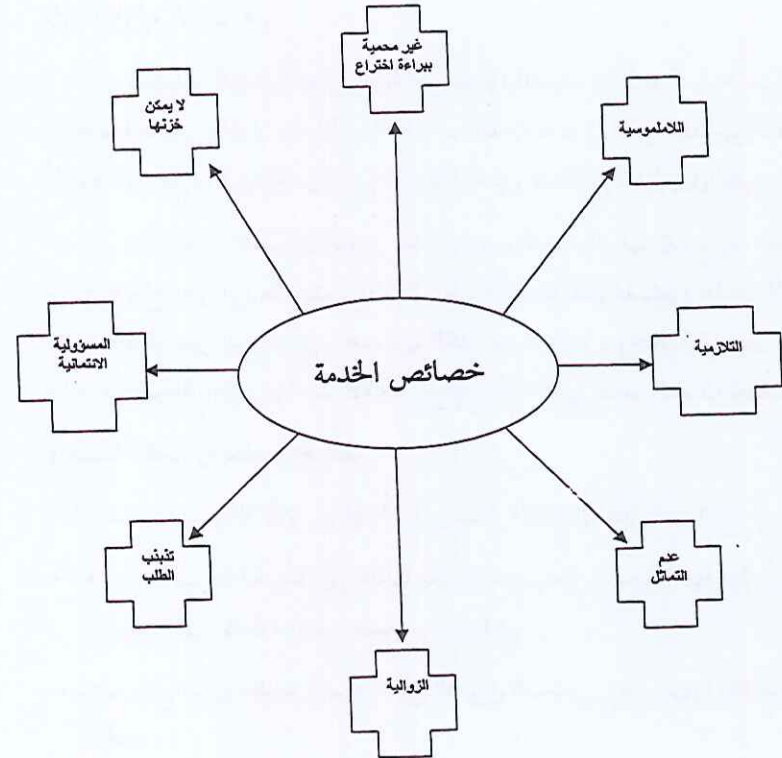 غير محمية
ببراءة اختراع
لا يمكن
خزنها
اللاملموسية
المسؤولية
الائتمانية
خصائص الخدمة
التلازمية
تذبذب
الطلب
عدم
التماثل
الزوالية